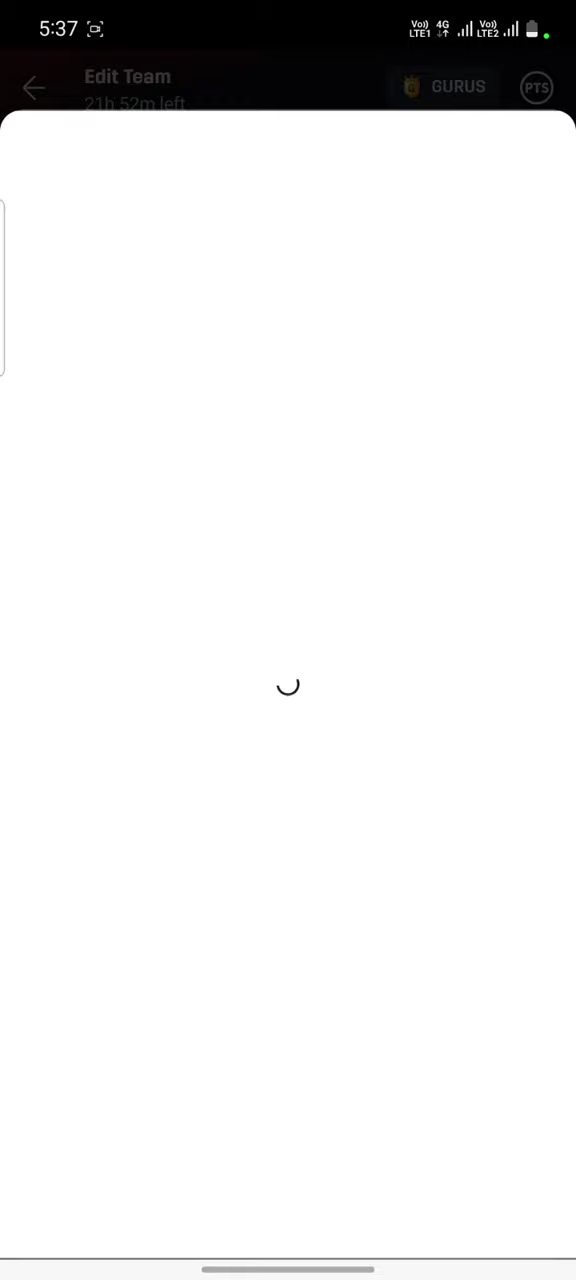 5:37
Vo)) LTE1 4G Vo)) LTE2
Edit Team
21h 52m left
GURUS
PTS